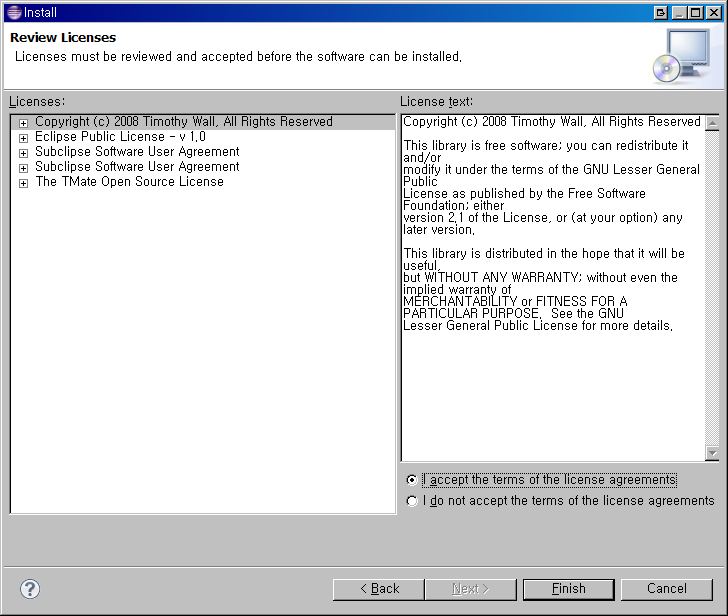 Install
Review Licenses
Licenses must be reviewed and accepted before the software can be installed.
Licenses:
Copyright (c) 2008 Timothy Wall, All Rights Reserved
Eclipse Public License - v 1.0
Subclipse Software User Agreement
Subclipse Software User Agreement
The TMate Open Source License
License text:
Copyright (c) 2008 Timothy Wall, All Rights Reserved
This library is free software; you can redistribute it
and/or
modify it under the terms of the GNU Lesser General
Public
License as published by the Free Software
Foundation; either
version 2.1 of the License, or (at your option) any
later version.
This library is distributed in the hope that it will be
useful,
but WITHOUT ANY WARRANTY; without even the
implied warranty of
MERCHANTABILITY or FITNESS FOR A
PARTICULAR PURPOSE.  See the GNU
Lesser General Public License for more details.
I accept the terms of the license agreements
I do not accept the terms of the license agreements
?
< Back
Next >
Finish
Cancel